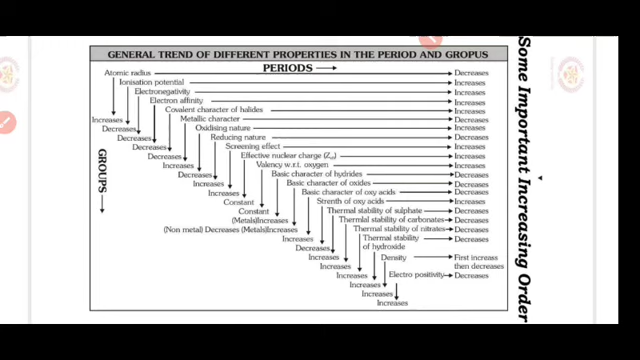 GENERAL TREND OF DIFFERENT PROPERTIES IN THE PERIOD AND GROPUS
PERIODS
Atomic radius Decreases
Ionisation potential Increases
Electronegativity Increases
Electron affinity Increases
Covalent character of halides Increases
Increases Metallic character Decreases
Decreases Oxidising nature Increases
Decreases Reducing nature Decreases
Decreases Screening effect Increases
Decreases Effective nuclear charge (Zeff) Increases
Increases Valency w.r.t. oxygen Increases
Decreases Basic character of hydrides Decreases
Increases Basic character of oxides Decreases
Increases Basic character of oxy acids Decreases
Constant Strenth of oxy acids Increases
Constant Thermal stability of sulphate Decreases
(Metals)Increases Thermlal stability of carbonates Decreases
(Non metal) Decreases (Metals)Increases Thermal stability of nitrates Decreases
Increases Thermal stability Decreases
Decreases of hydroxide
Increases Density First increass
Increases then decreases
Increases Electro positivity Decreases
Increases
Increases
Increases
GROUPS
Some Important Increasing Order